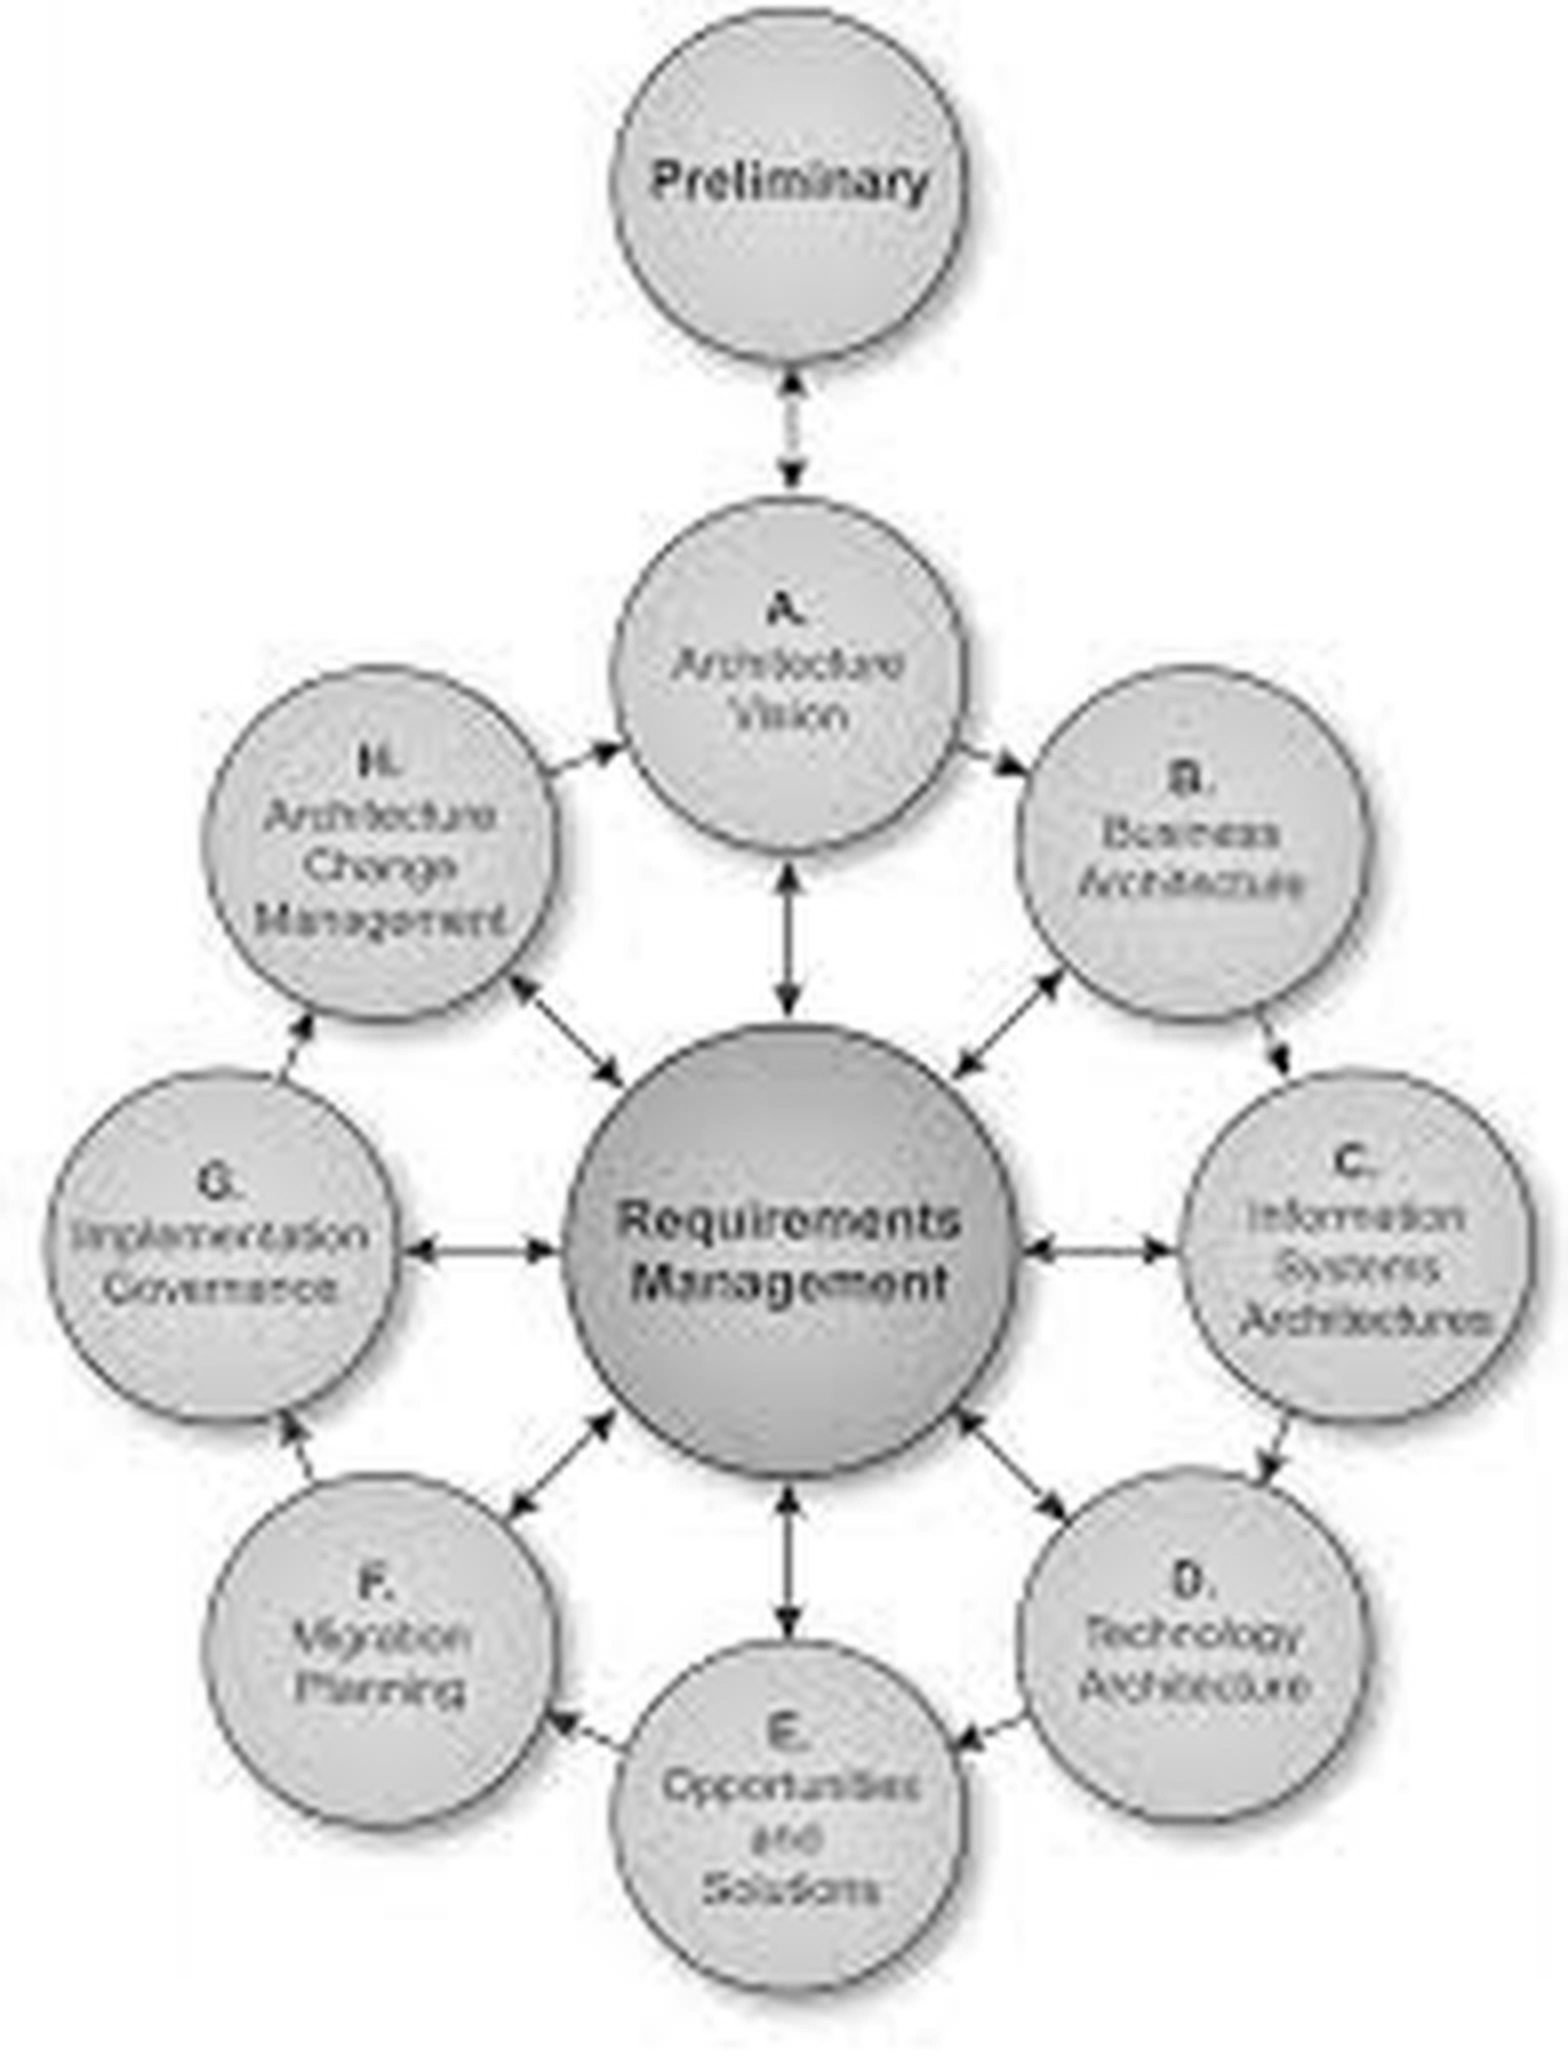 Preliminary
A.
Architecture
Vision
B.
Business
Architecture
C.
Information
Systems
Architectures
D.
Technology
Architecture
E.
Opportunities
and
Solutions
F.
Migration
Planning
G.
Implementation
Governance
H.
Architecture
Change
Management
Requirements
Management